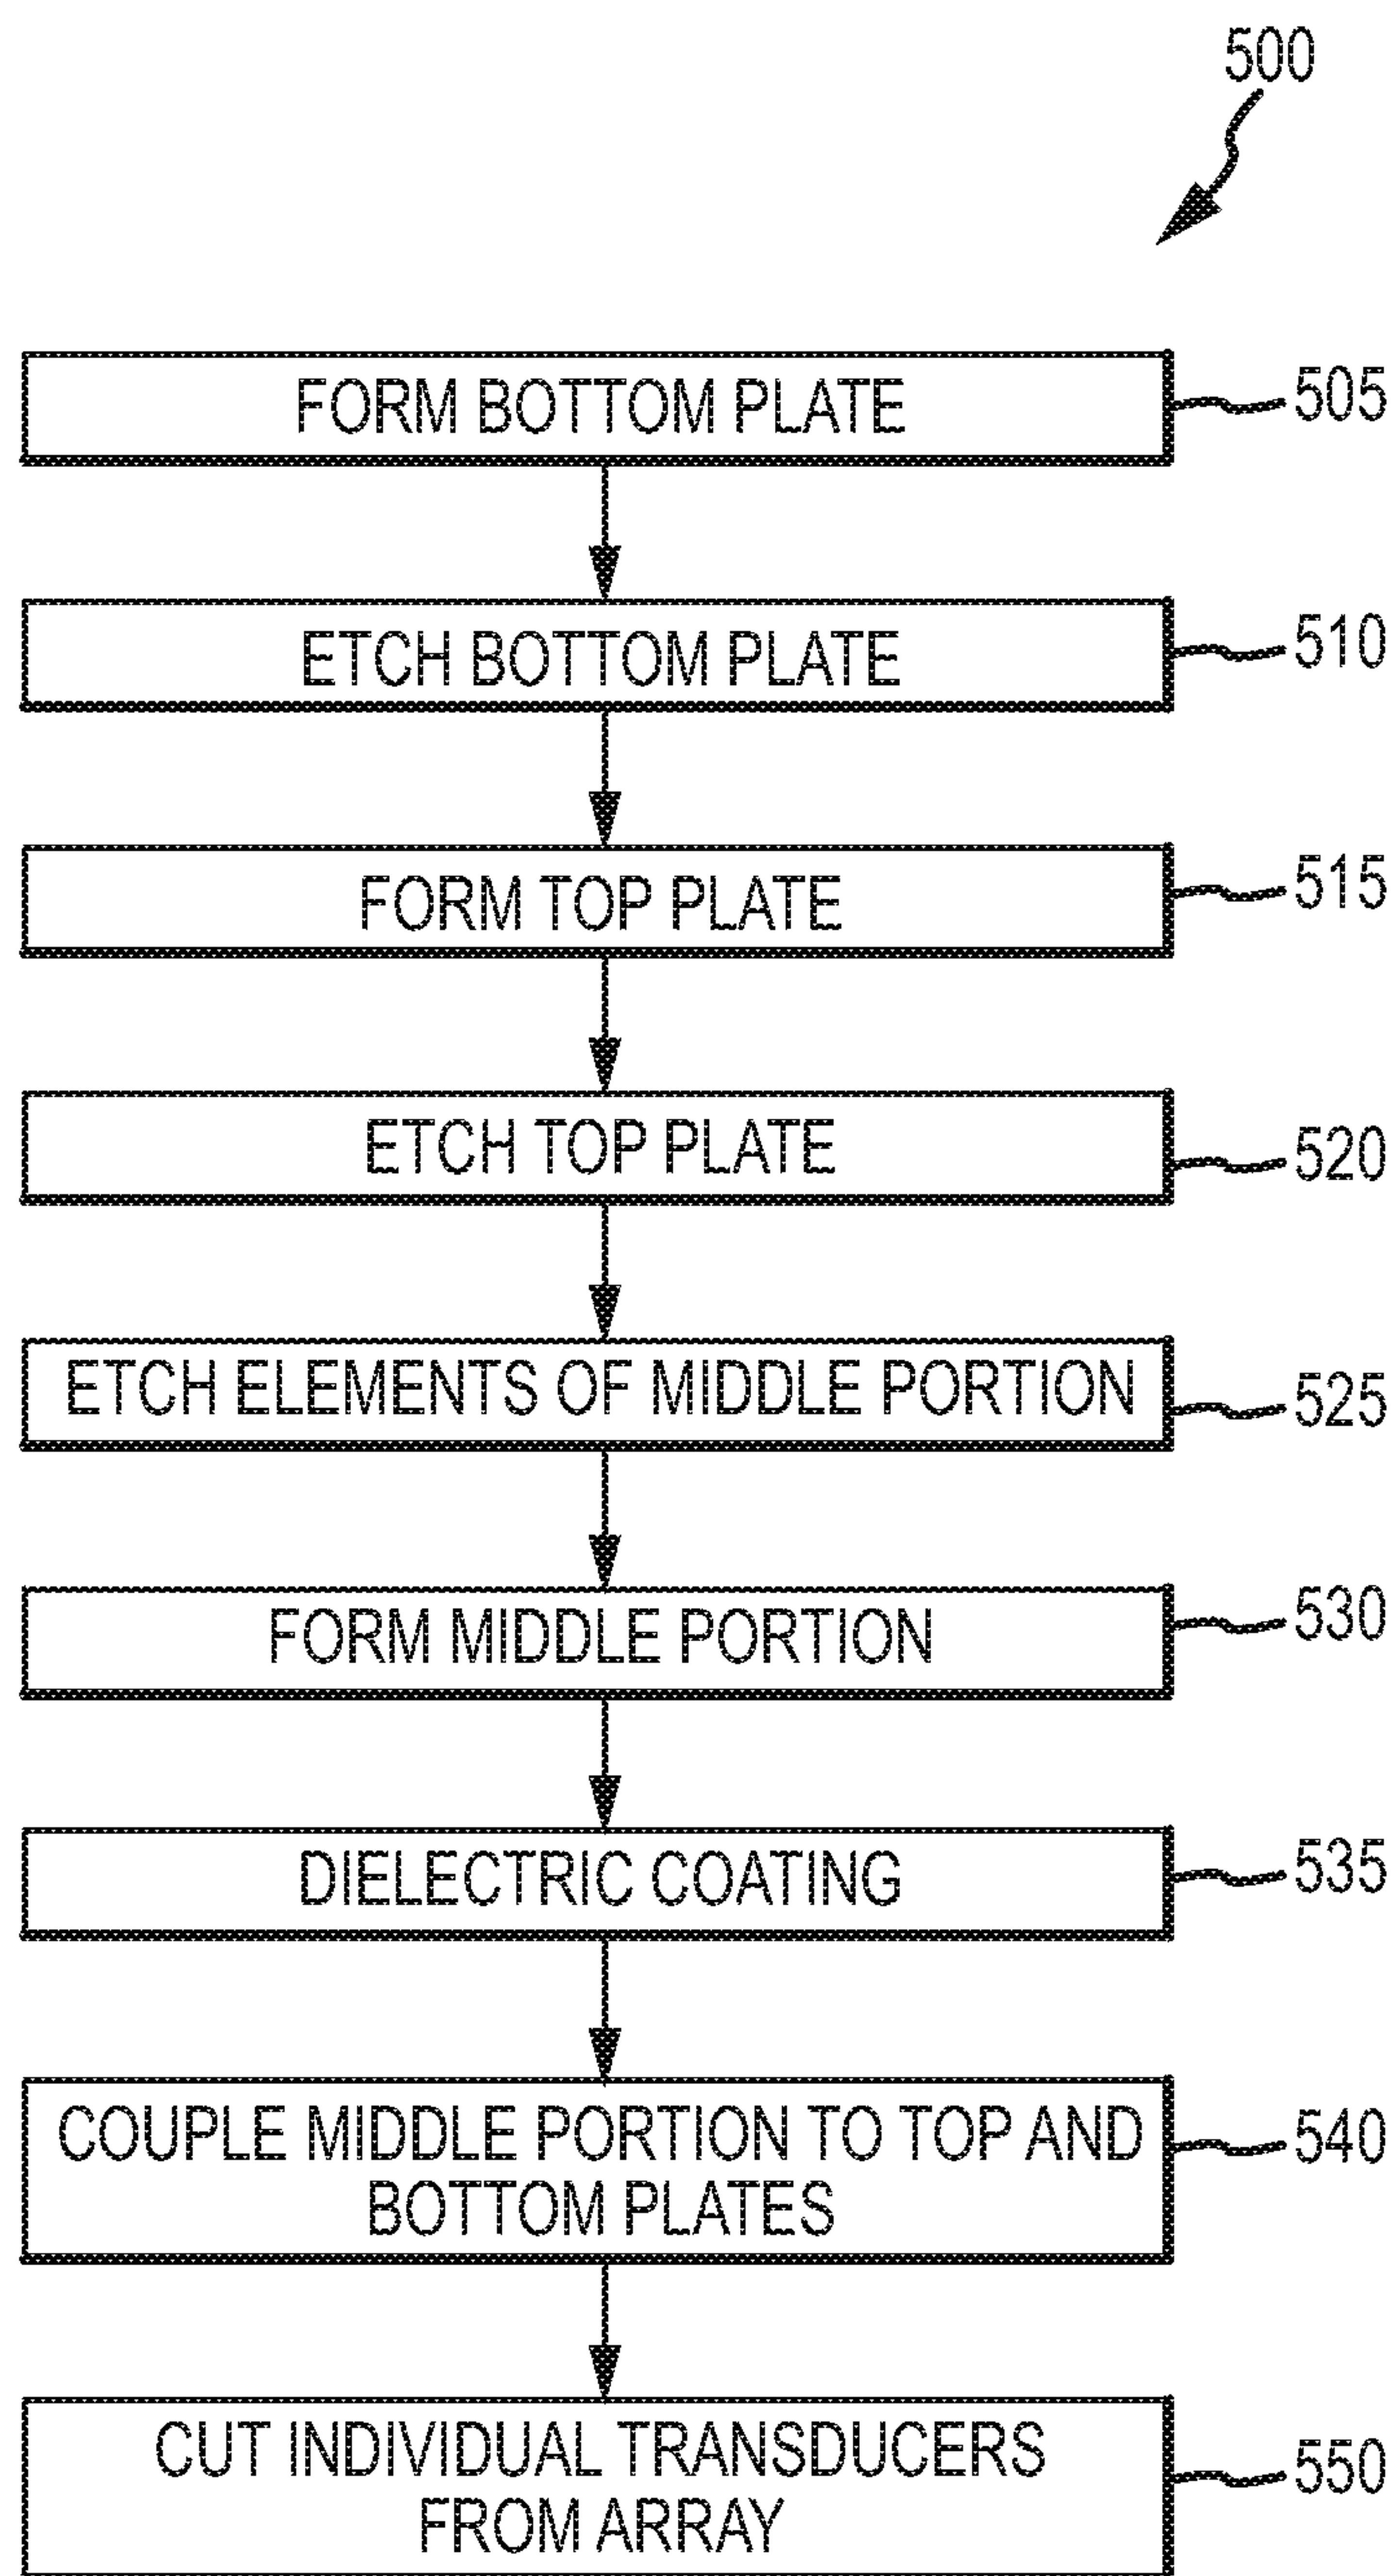 500
FORM BOTTOM PLATE
505
ETCH BOTTOM PLATE
510
FORM TOP PLATE
515
ETCH TOP PLATE
520
ETCH ELEMENTS OF MIDDLE PORTION
525
FORM MIDDLE PORTION
530
DIELECTRIC COATING
535
COUPLE MIDDLE PORTION TO TOP AND
BOTTOM PLATES
540
CUT INDIVIDUAL TRANSDUCERS
FROM ARRAY
550